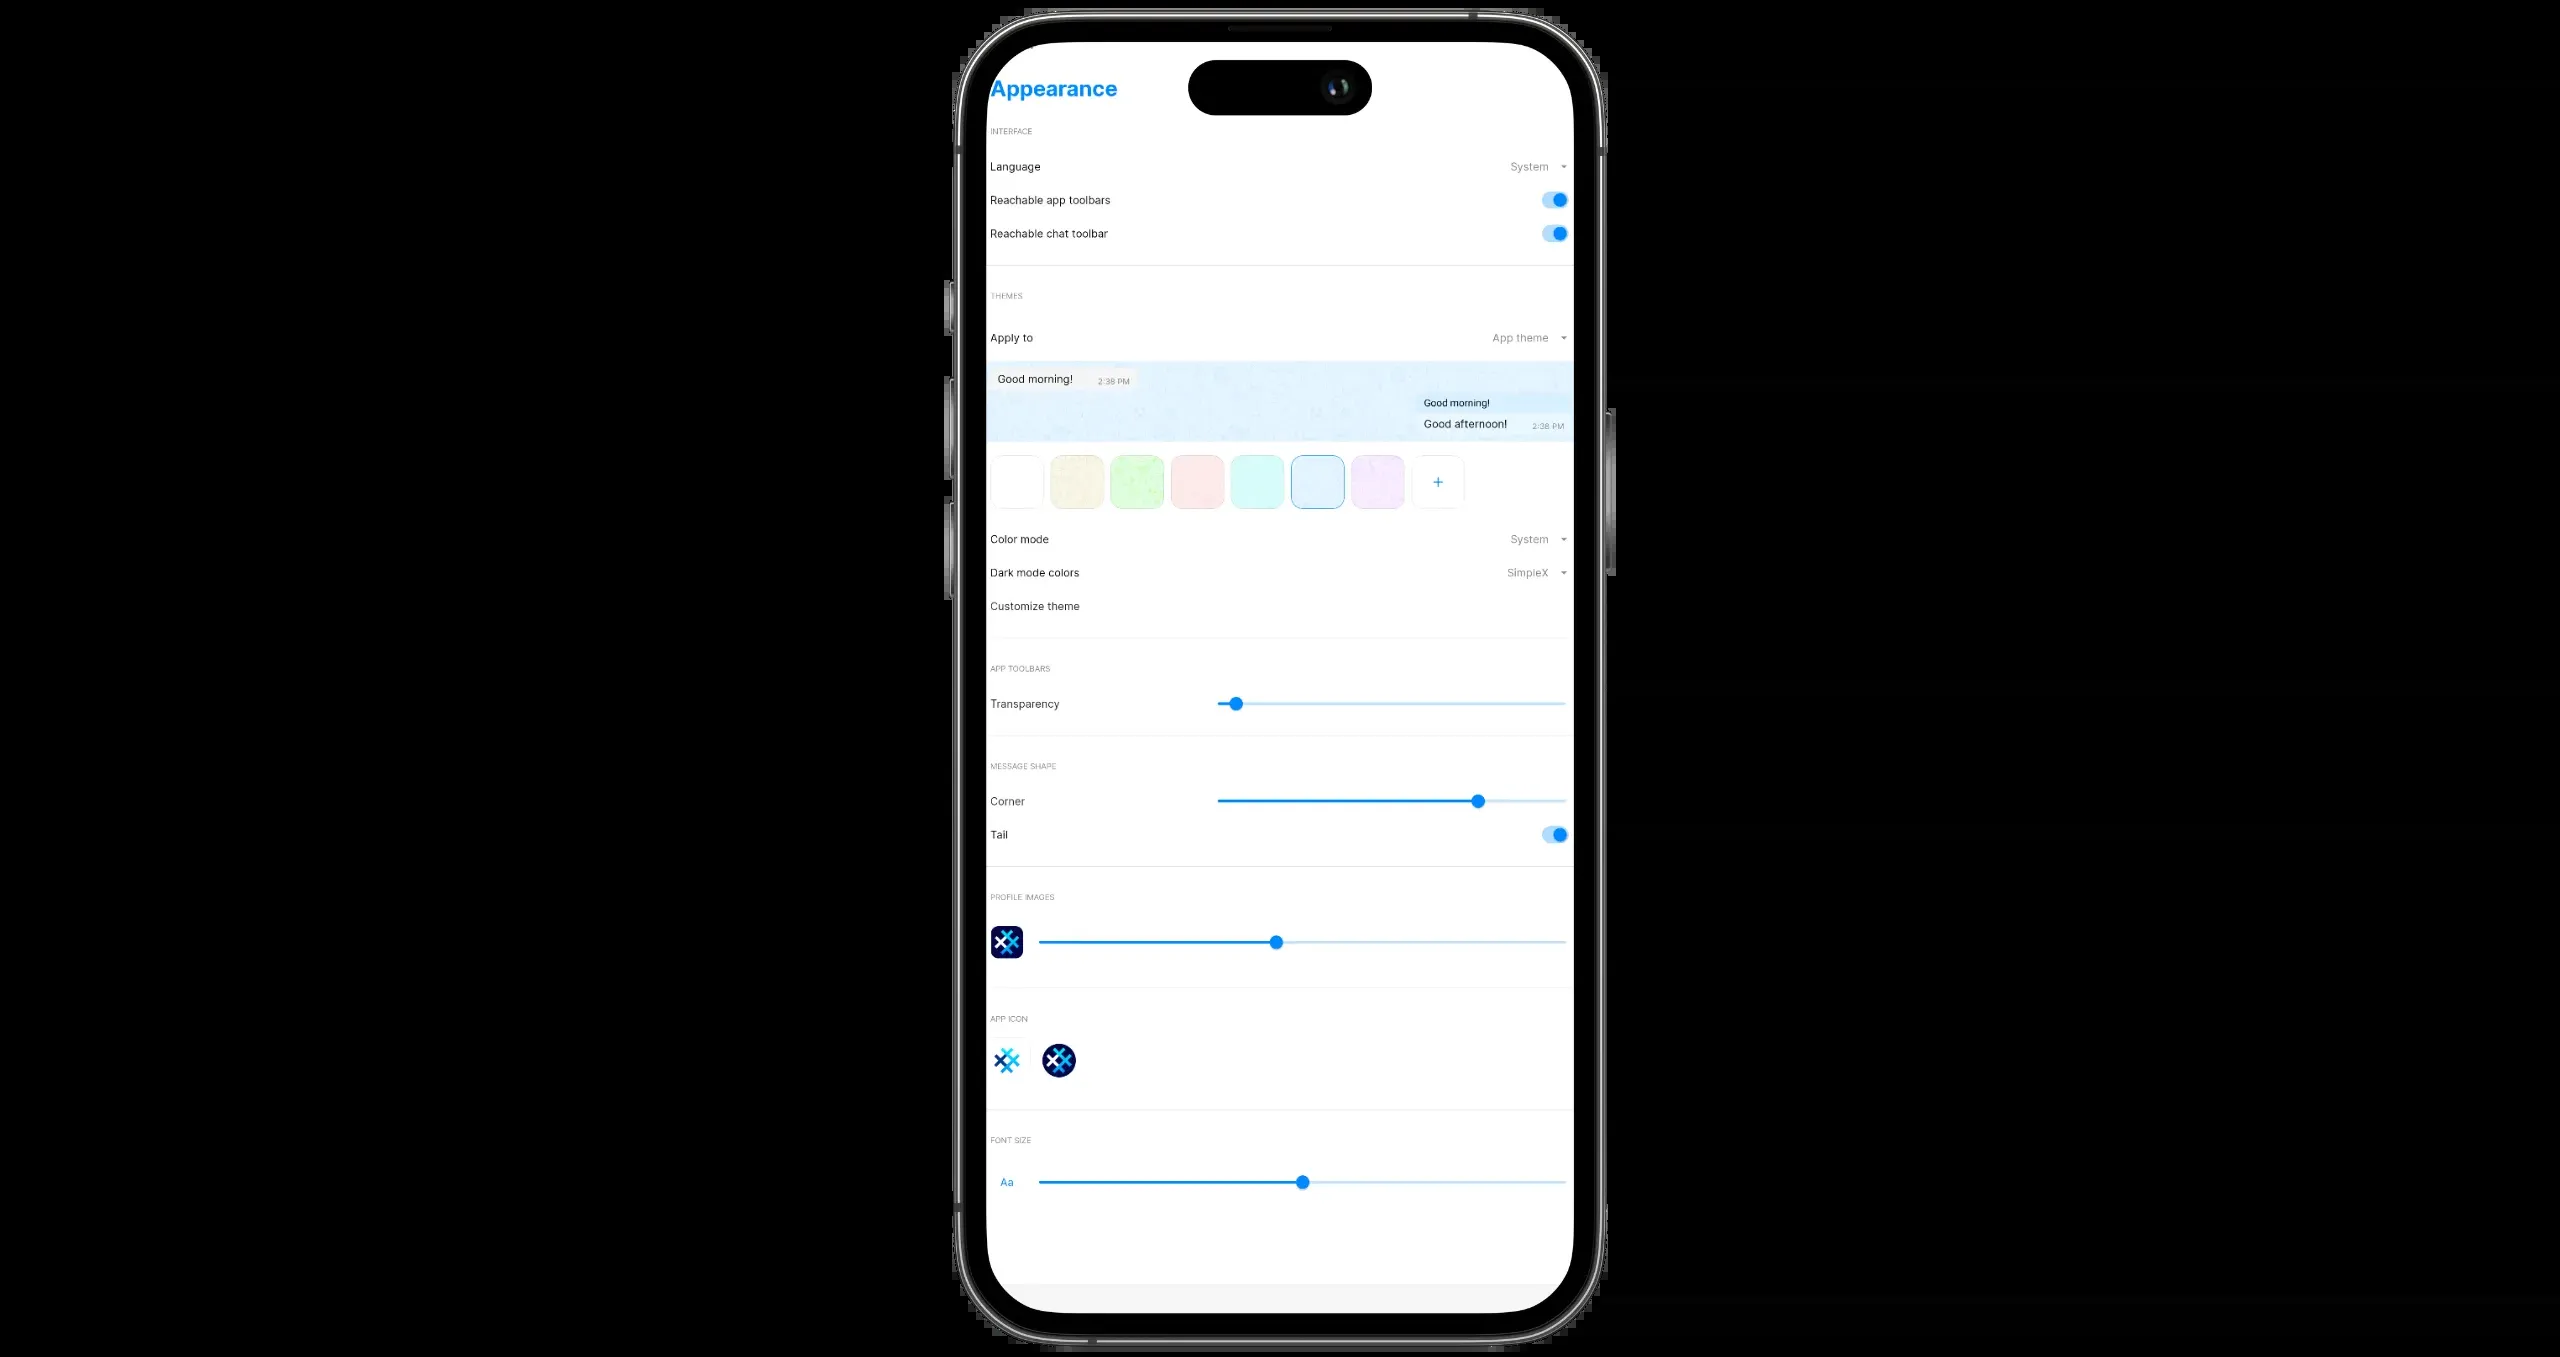 Appearance
INTERFACE
Language System
Reachable app toolbars
Reachable chat toolbar
THEMES
Apply to App theme
Good morning! 2:38 PM
Good morning!
Good afternoon! 2:38 PM
+
Color mode System
Dark mode colors SimpleX
Customize theme
APP TOOLBARS
Transparency
MESSAGE SHAPE
Corner
Tail
PROFILE IMAGES
APP ICON
FONT SIZE
Aa